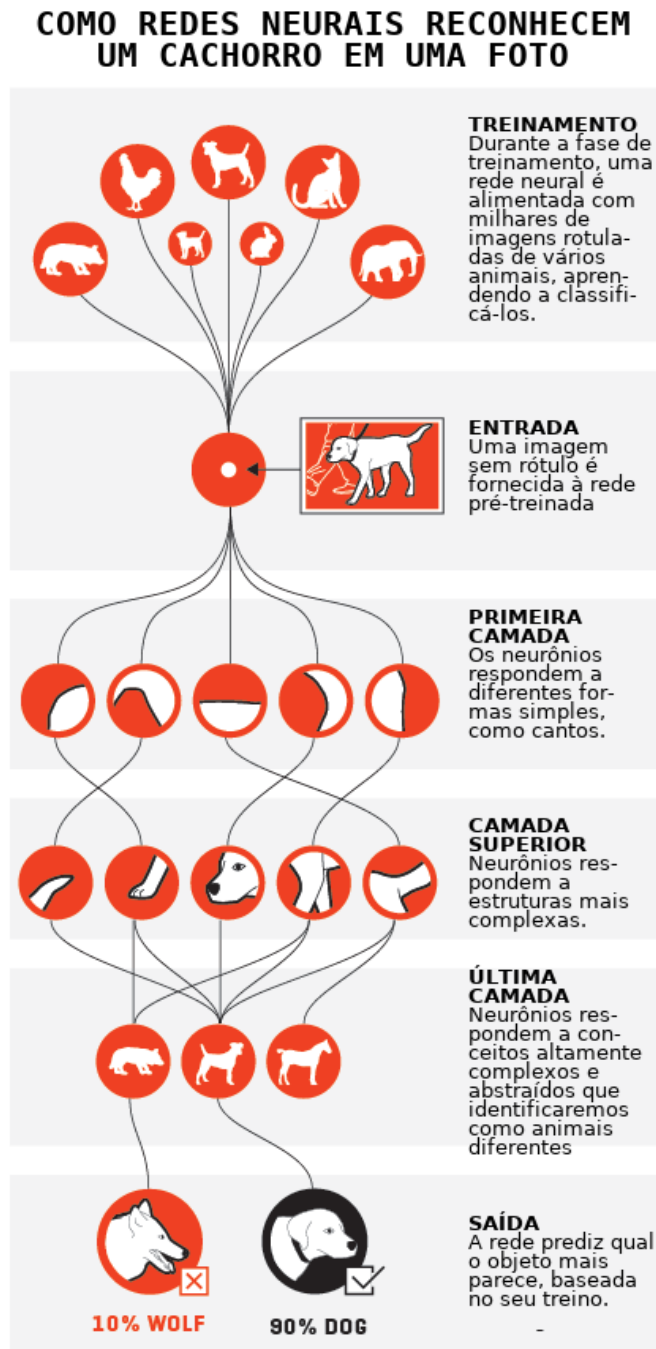 COMO REDES NEURAIS RECONHECEM
UM CACHORRO EM UMA FOTO
TREINAMENTO
Durante a fase de
treinamento, uma
rede neural é
alimentada com
milhares de
imagens rotula-
das de vários
animais, apren-
dendo a classifi-
cá-los.
ENTRADA
Uma imagem
sem rótulo é
fornecida à rede
pré-treinada
PRIMEIRA
CAMADA
Os neurônios
respondem a
diferentes for-
mas simples,
como cantos.
CAMADA
SUPERIOR
Neurônios res-
pondem a
estruturas mais
complexas.
ÚLTIMA
CAMADA
Neurônios res-
pondem a con-
ceitos altamente
complexos e
abstraídos que
identificaremos
como animais
diferentes
SAÍDA
A rede prediz qual
o objeto mais
parece, baseada
no seu treino.
10% WOLF
90% DOG
-